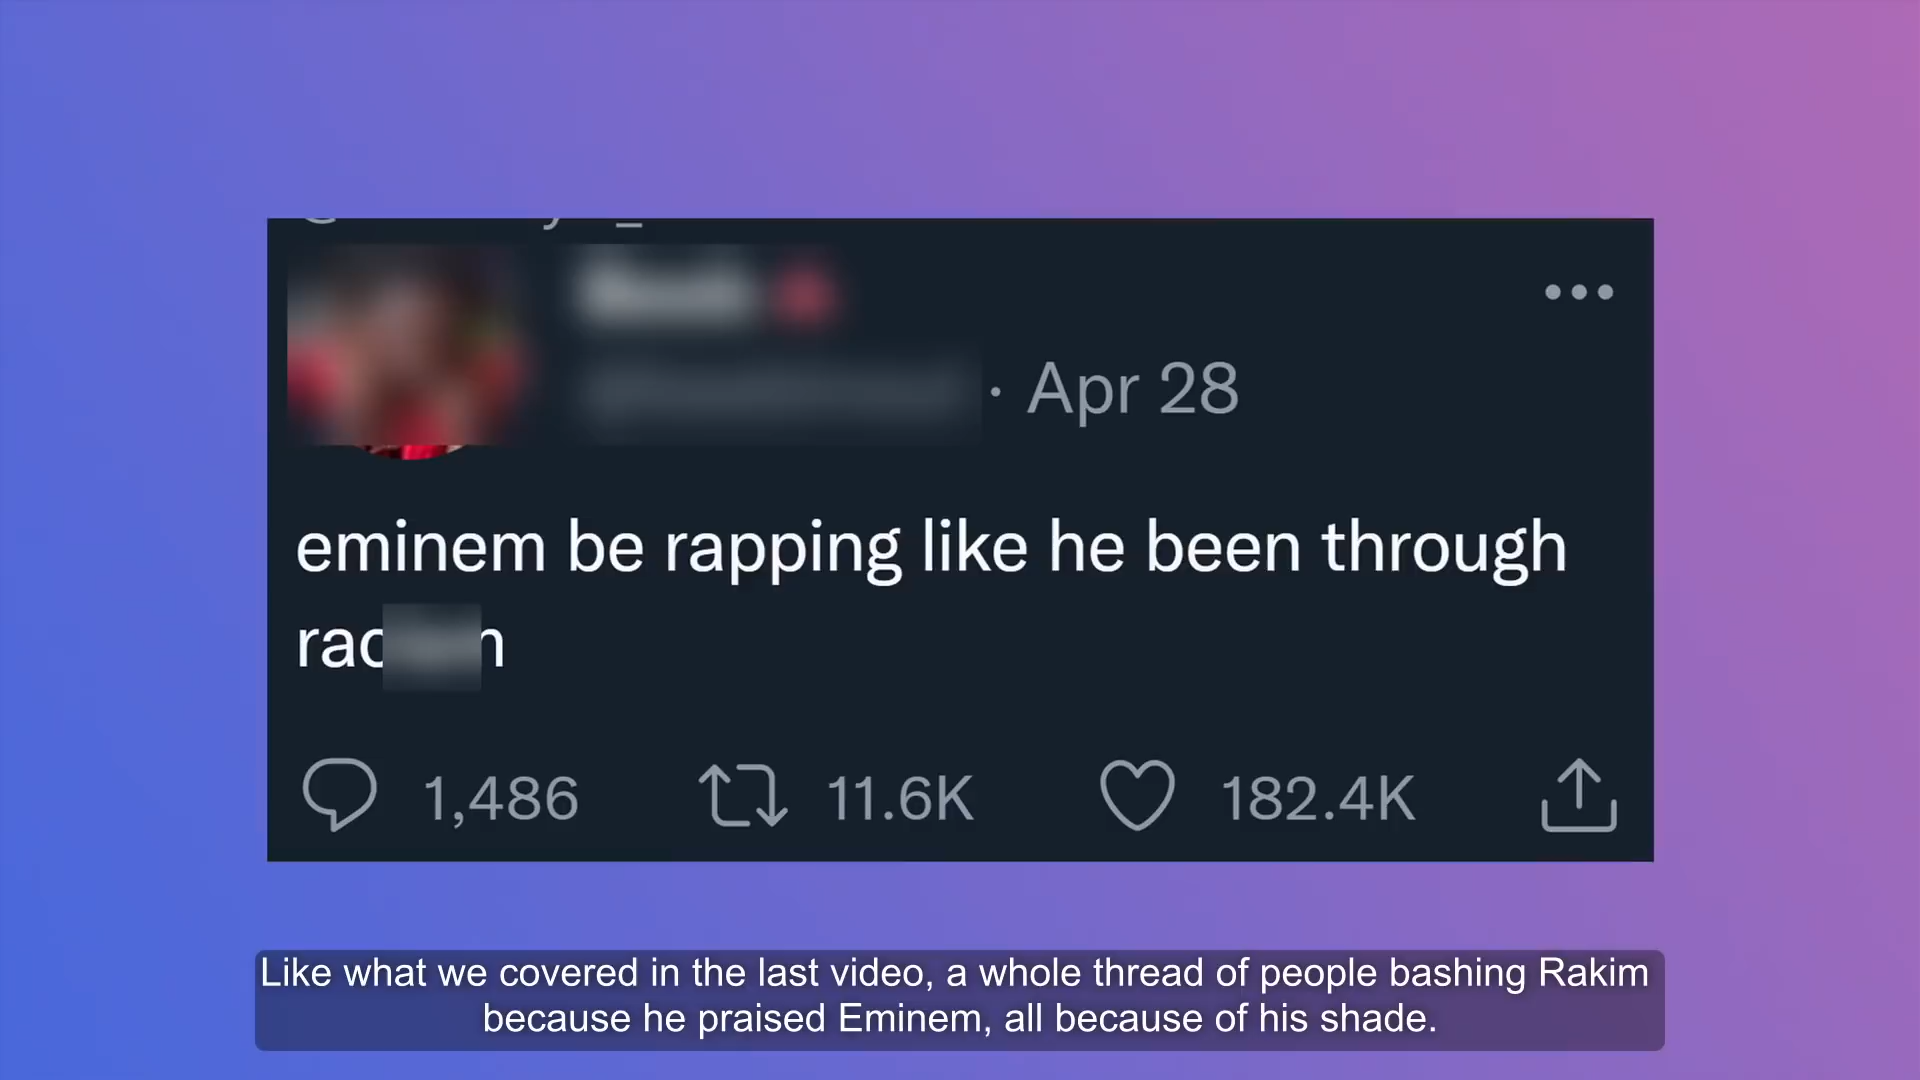 · Apr 28
eminem be rapping like he been through
1,486 11.6K 182.4K
Like what we covered in the last video, a whole thread of people bashing Rakim
because he praised Eminem, all because of his shade.